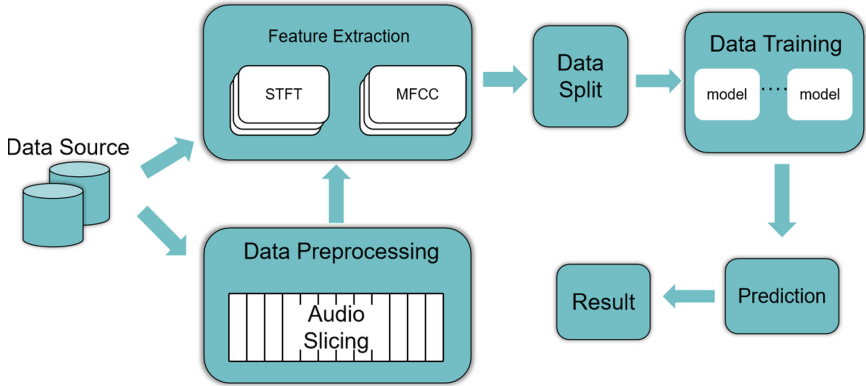 Data Source
Feature Extraction
STFT
MFCC
Data Preprocessing
Audio
Slicing
Data
Split
Data Training
model
model
Prediction
Result